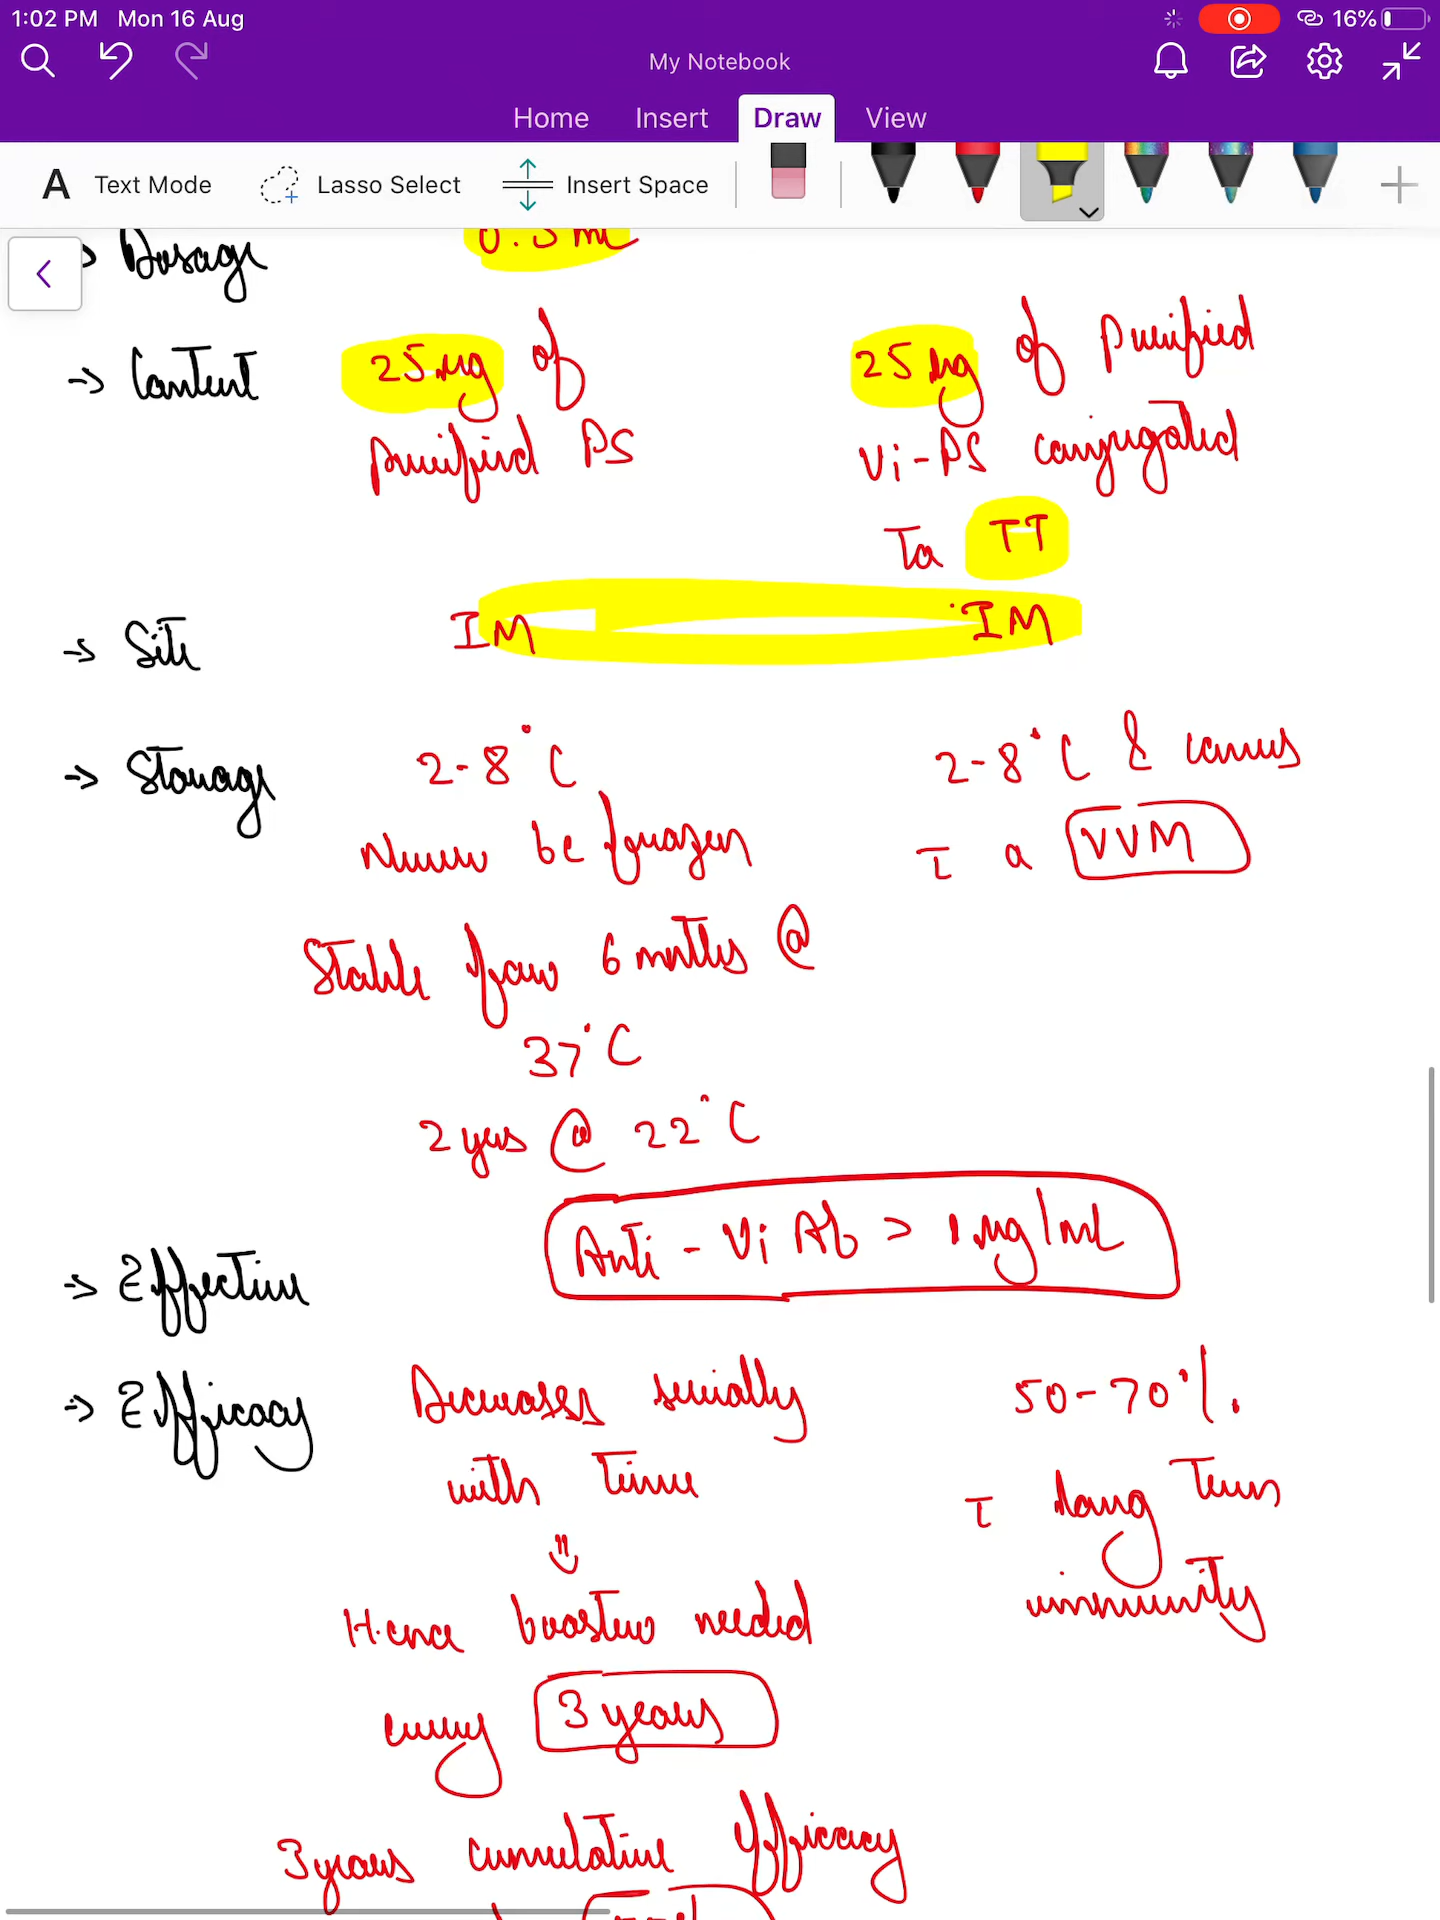 1:02 PM Mon 16 Aug 16%
My Notebook
Home Insert Draw View
A Text Mode Lasso Select Insert Space
Dosage 0.5 ml
→ Content 25 µg of 25 µg of Purified
Purified PS Vi-PS conjugated
To TT
→ Site IM IM
→ Storage 2-8°C 2-8°C & comes
Never be frozen c̄ a VVM
Stable for 6 months @
37°C
2 yrs @ 22°C
→ Effective Anti-Vi Ab > 1 µg/mL
→ Efficacy Decreases serially 50-70%.
with Time c̄ long Term
immunity
Hence booster needed
every 3 years
3 years cumulative efficacy